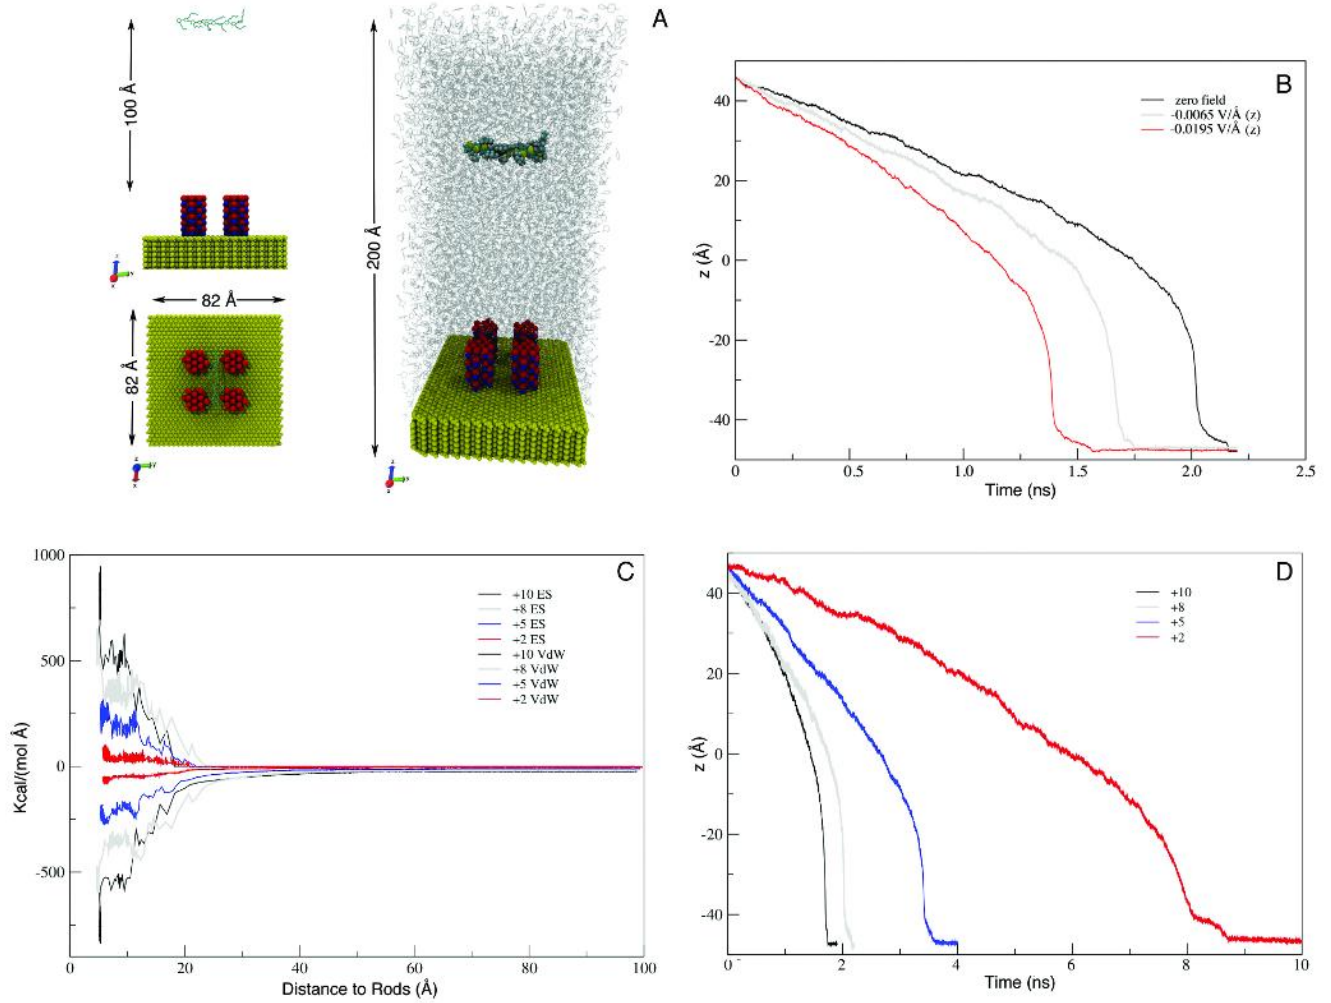 A
100 Å
200 Å
82 Å
82 Å
B
zero field
-0.0065 V/Å (z)
-0.0195 V/Å (z)
40
20
0
-20
-40
z (Å)
0
0.5
1.0
1.5
2.0
2.5
Time (ns)
C
1000
500
0
-500
Kcal/(mol Å)
+10 ES
+8 ES
+5 ES
+2 ES
+10 VdW
+8 VdW
+5 VdW
+2 VdW
0
20
40
60
80
100
Distance to Rods (Å)
D
+10
+8
+5
+2
40
20
0
-20
-40
z (Å)
0
2
4
6
8
10
Time (ns)